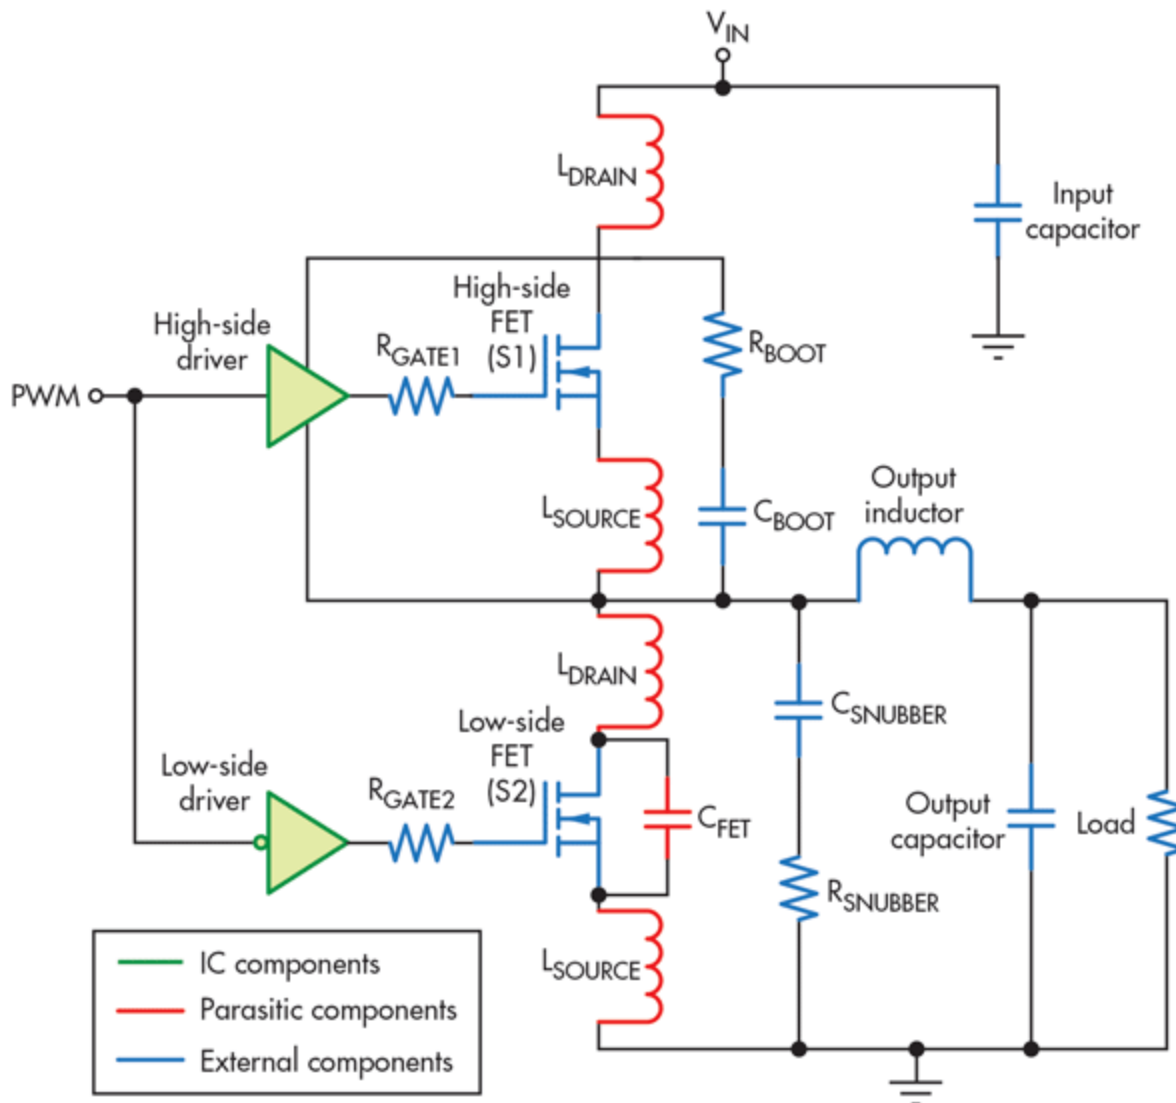 VIN
LDRAIN
Input
capacitor
High-side
FET
(S1)
High-side
driver
RGATE1
RBOOT
PWM
LSOURCE
CBOOT
Output
inductor
LDRAIN
CSNUBBER
Low-side
FET
(S2)
Low-side
driver
RGATE2
CFET
Output
capacitor
Load
RSNUBBER
LSOURCE
IC components
Parasitic components
External components